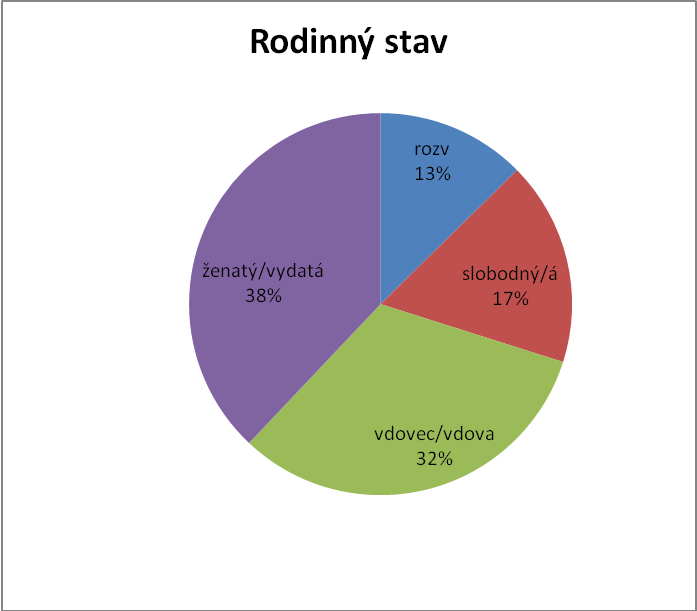 Rodinný stav
rozv
13%
slobodný/á
17%
vdovec/vdova
32%
ženatý/vydatá
38%